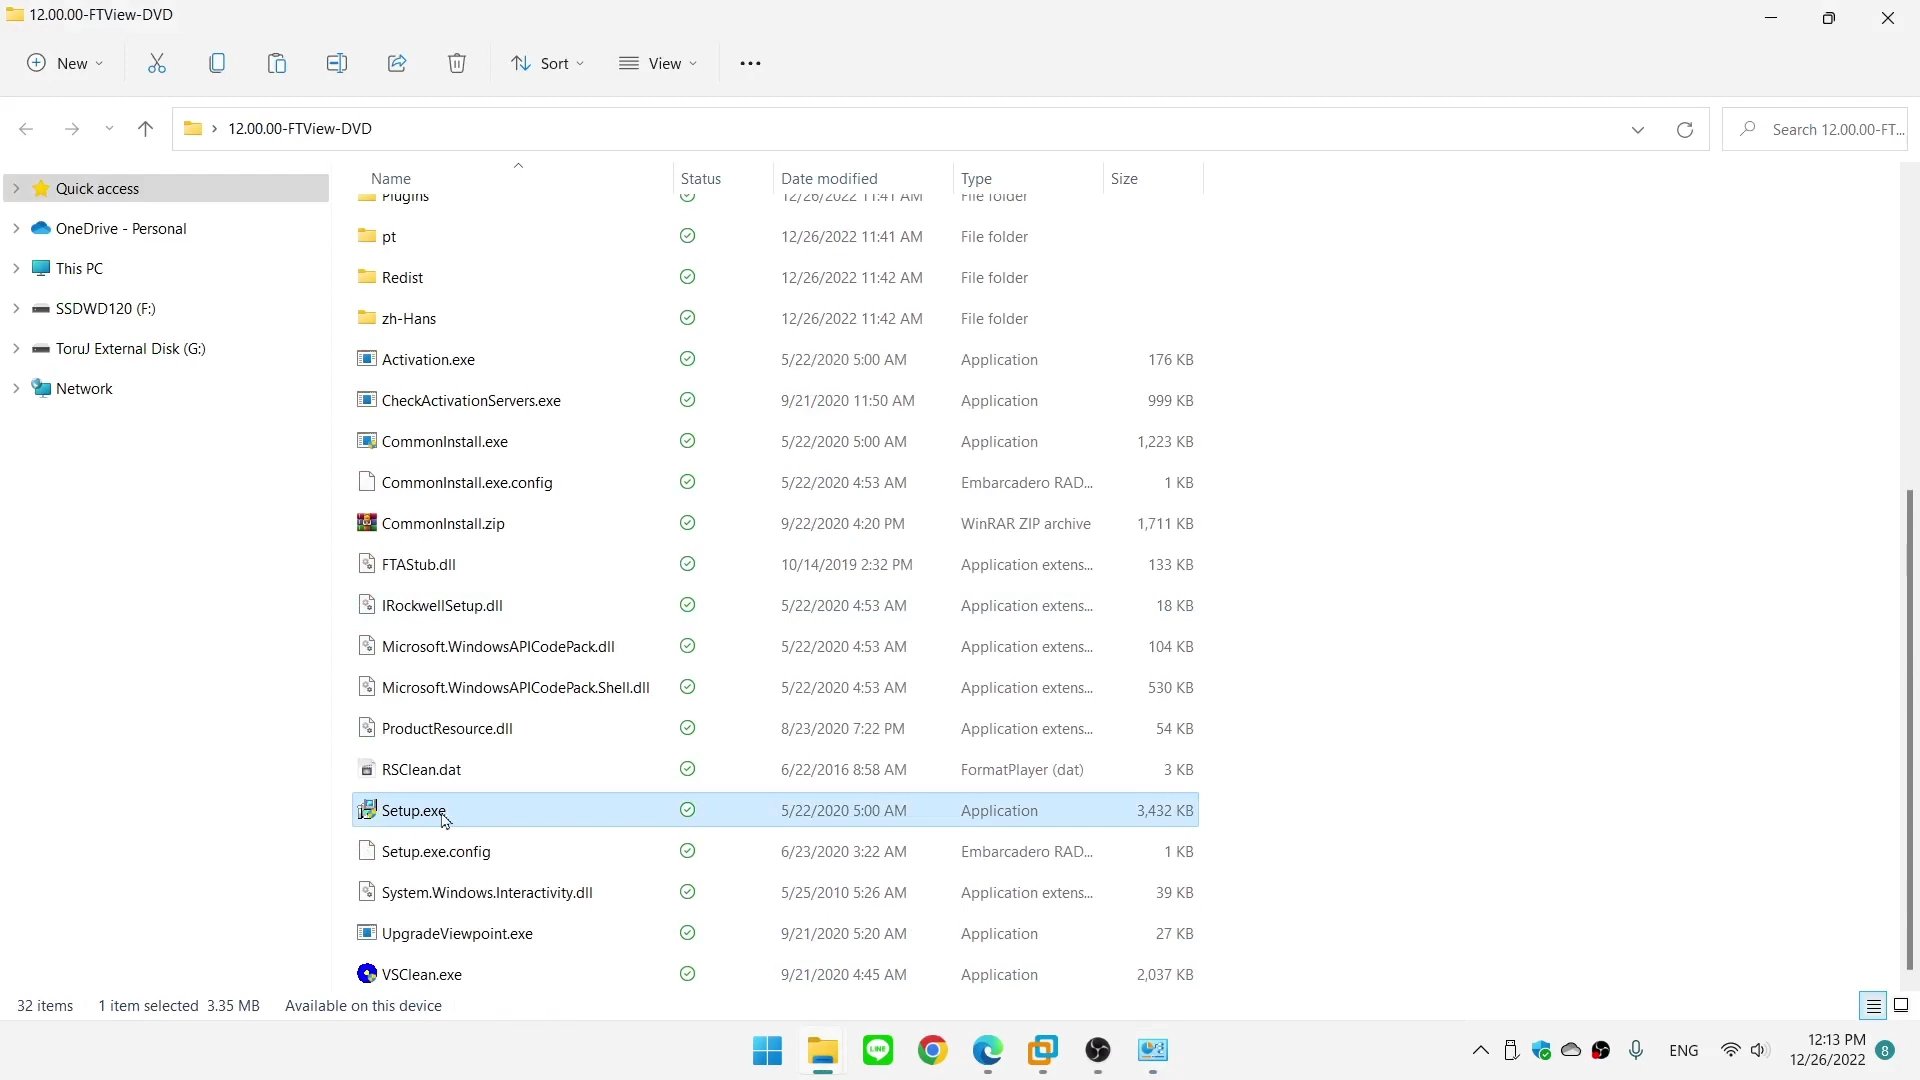 12.00.00-FTView-DVD
New
Sort
View
12.00.00-FTView-DVD
Search 12.00.00-FT...
Quick access
OneDrive - Personal
This PC
SSDWD120 (F:)
ToruJ External Disk (G:)
Network
Name Status Date modified Type Size
Plugins 12/26/2022 11:41 AM File folder
pt 12/26/2022 11:41 AM File folder
Redist 12/26/2022 11:42 AM File folder
zh-Hans 12/26/2022 11:42 AM File folder
Activation.exe 5/22/2020 5:00 AM Application 176 KB
CheckActivationServers.exe 9/21/2020 11:50 AM Application 999 KB
CommonInstall.exe 5/22/2020 5:00 AM Application 1,223 KB
CommonInstall.exe.config 5/22/2020 4:53 AM Embarcadero RAD... 1 KB
CommonInstall.zip 9/22/2020 4:20 PM WinRAR ZIP archive 1,711 KB
FTAStub.dll 10/14/2019 2:32 PM Application extens... 133 KB
IRockwellSetup.dll 5/22/2020 4:53 AM Application extens... 18 KB
Microsoft.WindowsAPICodePack.dll 5/22/2020 4:53 AM Application extens... 104 KB
Microsoft.WindowsAPICodePack.Shell.dll 5/22/2020 4:53 AM Application extens... 530 KB
ProductResource.dll 8/23/2020 7:22 PM Application extens... 54 KB
RSClean.dat 6/22/2016 8:58 AM FormatPlayer (dat) 3 KB
Setup.exe 5/22/2020 5:00 AM Application 3,432 KB
Setup.exe.config 6/23/2020 3:22 AM Embarcadero RAD... 1 KB
System.Windows.Interactivity.dll 5/25/2010 5:26 AM Application extens... 39 KB
UpgradeViewpoint.exe 9/21/2020 5:20 AM Application 27 KB
VSClean.exe 9/21/2020 4:45 AM Application 2,037 KB
32 items 1 item selected 3.35 MB Available on this device
LINE
ENG
12:13 PM
12/26/2022
8